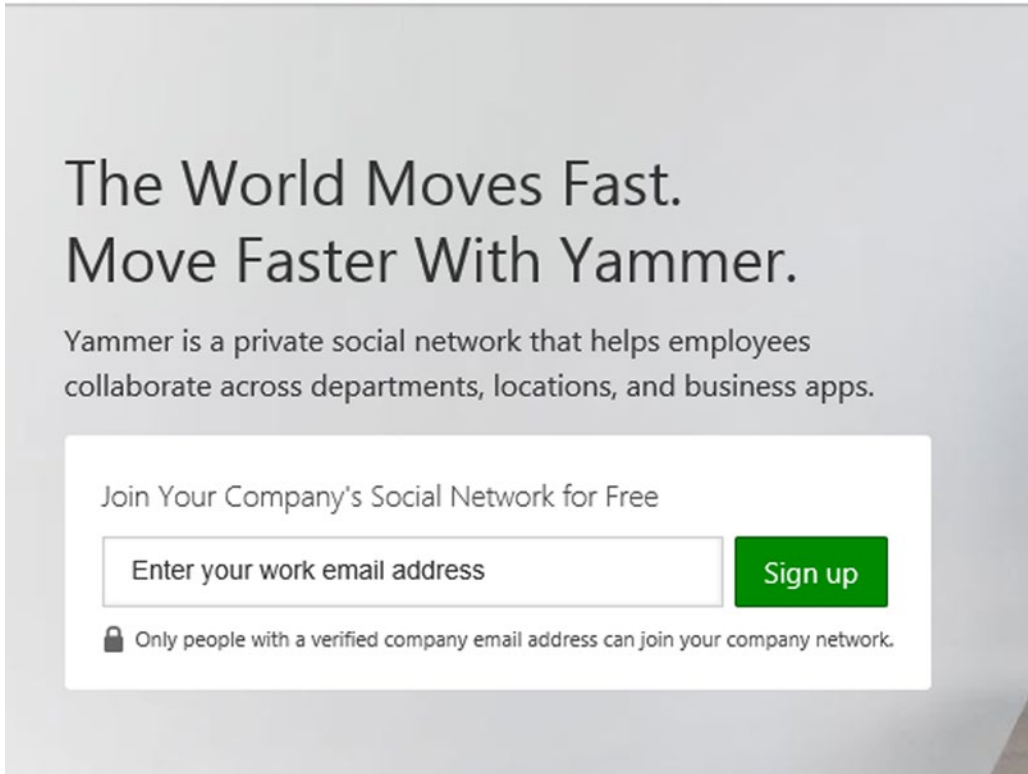 The World Moves Fast.
Move Faster With Yammer.
Yammer is a private social network that helps employees
collaborate across departments, locations, and business apps.
Join Your Company's Social Network for Free
Enter your work email address
Sign up
Only people with a verified company email address can join your company network.